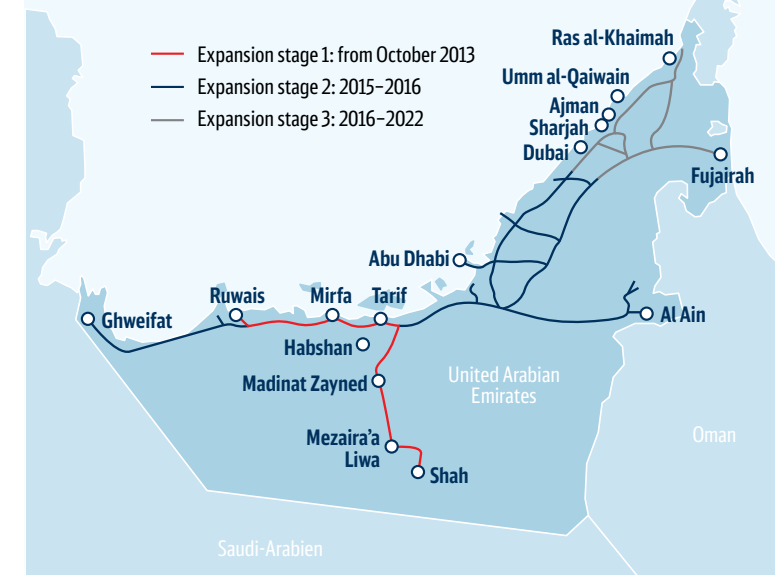 Expansion stage 1: from October 2013
Expansion stage 2: 2015–2016
Expansion stage 3: 2016–2022
Ras al-Khaimah
Umm al-Qaiwain
Ajman
Sharjah
Dubai
Fujairah
Abu Dhabi
Ruwais
Mirfa
Tarif
Ghweifat
Al Ain
Habshan
Madinat Zayned
United Arabian
Emirates
Mezaira'a
Liwa
Oman
Shah
Saudi-Arabien